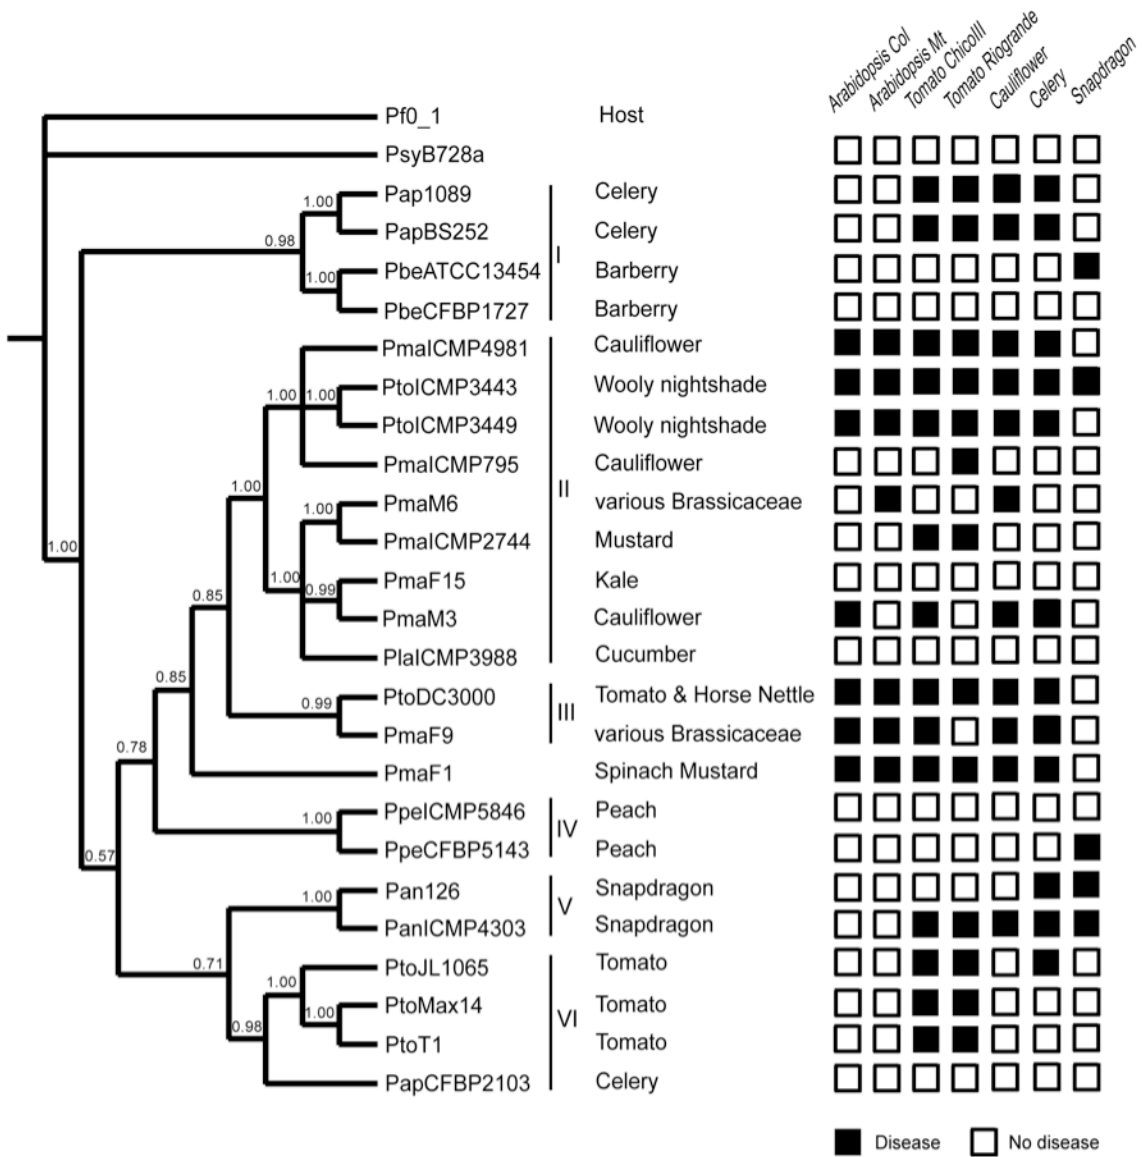 Arabidopsis Col
Arabidopsis Mt
Tomato ChicoIII
Tomato Riogrande
Cauliflower
Celery
Snapdragon
Pf0_1 Host
PsyB728a
Pap1089 Celery
1.00
PapBS252 Celery
0.98
I
PbeATCC13454 Barberry
1.00
PbeCFBP1727 Barberry
PmaICMP4981 Cauliflower
PtoICMP3443 Wooly nightshade
1.00 1.00
PtoICMP3449 Wooly nightshade
PmaICMP795 Cauliflower
1.00 II
PmaM6 various Brassicaceae
1.00
PmaICMP2744 Mustard
1.00
PmaF15 Kale
1.00 0.99
0.85
PmaM3 Cauliflower
PlaICMP3988 Cucumber
0.85
PtoDC3000 Tomato & Horse Nettle
0.99 III
PmaF9 various Brassicaceae
0.78
PmaF1 Spinach Mustard
PpeICMP5846 Peach
1.00 IV
PpeCFBP5143 Peach
0.57
Pan126 Snapdragon
1.00 V
PanICMP4303 Snapdragon
0.71
PtoJL1065 Tomato
1.00
PtoMax14 Tomato
1.00 VI
0.98
PtoT1 Tomato
PapCFBP2103 Celery
Disease No disease